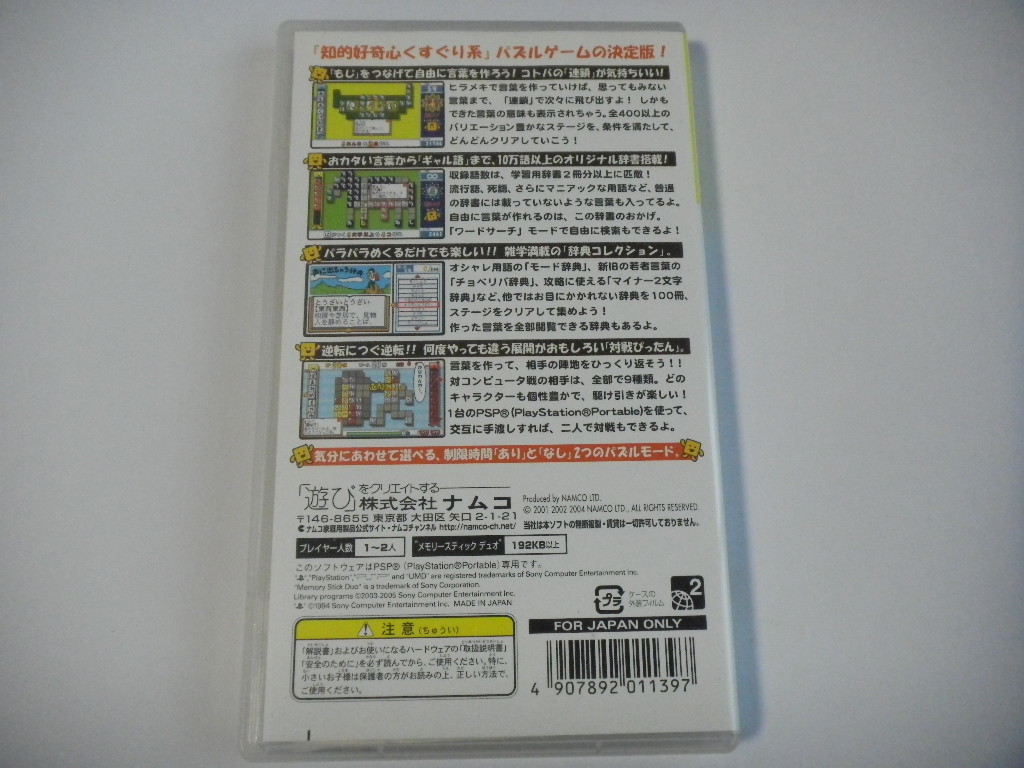 「知的好奇心くすぐり系」パズルゲームの決定版！
「もじ」をつなげて自由に言葉を作ろう！コトバの「連鎖」が気持ちいい！
ヒラメキで言葉を作っていけば、思ってもみない
言葉まで、「連鎖」で次々に飛び出すよ！しかも
できた言葉の意味も表示されちゃう。全400以上の
バリエーション豊かなステージを、条件を満たして、
どんどんクリアしていこう！
おカタい言葉から「ギャル語」まで、10万語以上のオリジナル辞書搭載！
収録語数は、学習用辞書2冊分以上に匹敵！
流行語、死語、さらにマニアックな用語など、普通
の辞書には載っていないような言葉も入ってるよ。
自由に言葉が作れるのは、この辞書のおかげ。
「ワードサーチ」モードで自由に検索もできるよ！
パラパラめくるだけでも楽しい!! 雑学満載の「辞典コレクション」。
オシャレ用語の「モード辞典」、新旧の若者言葉の
「チョベリバ辞典」、攻略に使える「マイナー2文字
辞典」など、他ではお目にかかれない辞典を100冊、
ステージをクリアして集めよう！
作った言葉を全部閲覧できる辞典もあるよ。
とうざいとうざい
【東西東西】
相撲や芝居で、見物
人を静めることば。
逆転につぐ逆転!! 何度やっても違う展開がおもしろい「対戦ぴったん」。
言葉を作って、相手の陣地をひっくり返そう！！
対コンピュータ戦の相手は、全部で9種類。どの
キャラクターも個性豊かで、駆け引きが楽しい！
1台のPSP®(PlayStation®Portable)を使って、
交互に手渡しすれば、二人で対戦もできるよ。
気分にあわせて選べる、制限時間「あり」と「なし」2つのパズルモード。
「遊び」をクリエイトする
株式会社 ナムコ
〒146-8655 東京都 大田区 矢口 2-1-21
ナムコ家庭用製品公式サイト・ナムコチャンネル http://namco-ch.net/
Produced by NAMCO LTD.
© 2001 2002 2004 NAMCO LTD., ALL RIGHTS RESERVED
当社は本ソフトの無断複製・賃貸は一切許可しておりません。
プレイヤー人数 1～2人 "メモリースティック デュオ" 192KB以上
このソフトウェアはPSP®(PlayStation®Portable)専用です。
"PlayStation", "PSP" and "UMD" are registered trademarks of Sony Computer Entertainment Inc.
"Memory Stick Duo" is a trademark of Sony Corporation.
Library programs ©2003-2005 Sony Computer Entertainment Inc.
©1994 Sony Computer Entertainment Inc. MADE IN JAPAN
プラ
ケースの
外装フィルム
2
FOR JAPAN ONLY
注意（ちゅうい）
「解説書」およびお使いになるハードウェアの「取扱説明書」
「安全のために」を必ず読んでから、ご使用ください。特に、
小さいお子様は保護者の方がお読みの上、正しい方法で、
ご使用ください。
4 907892 011397